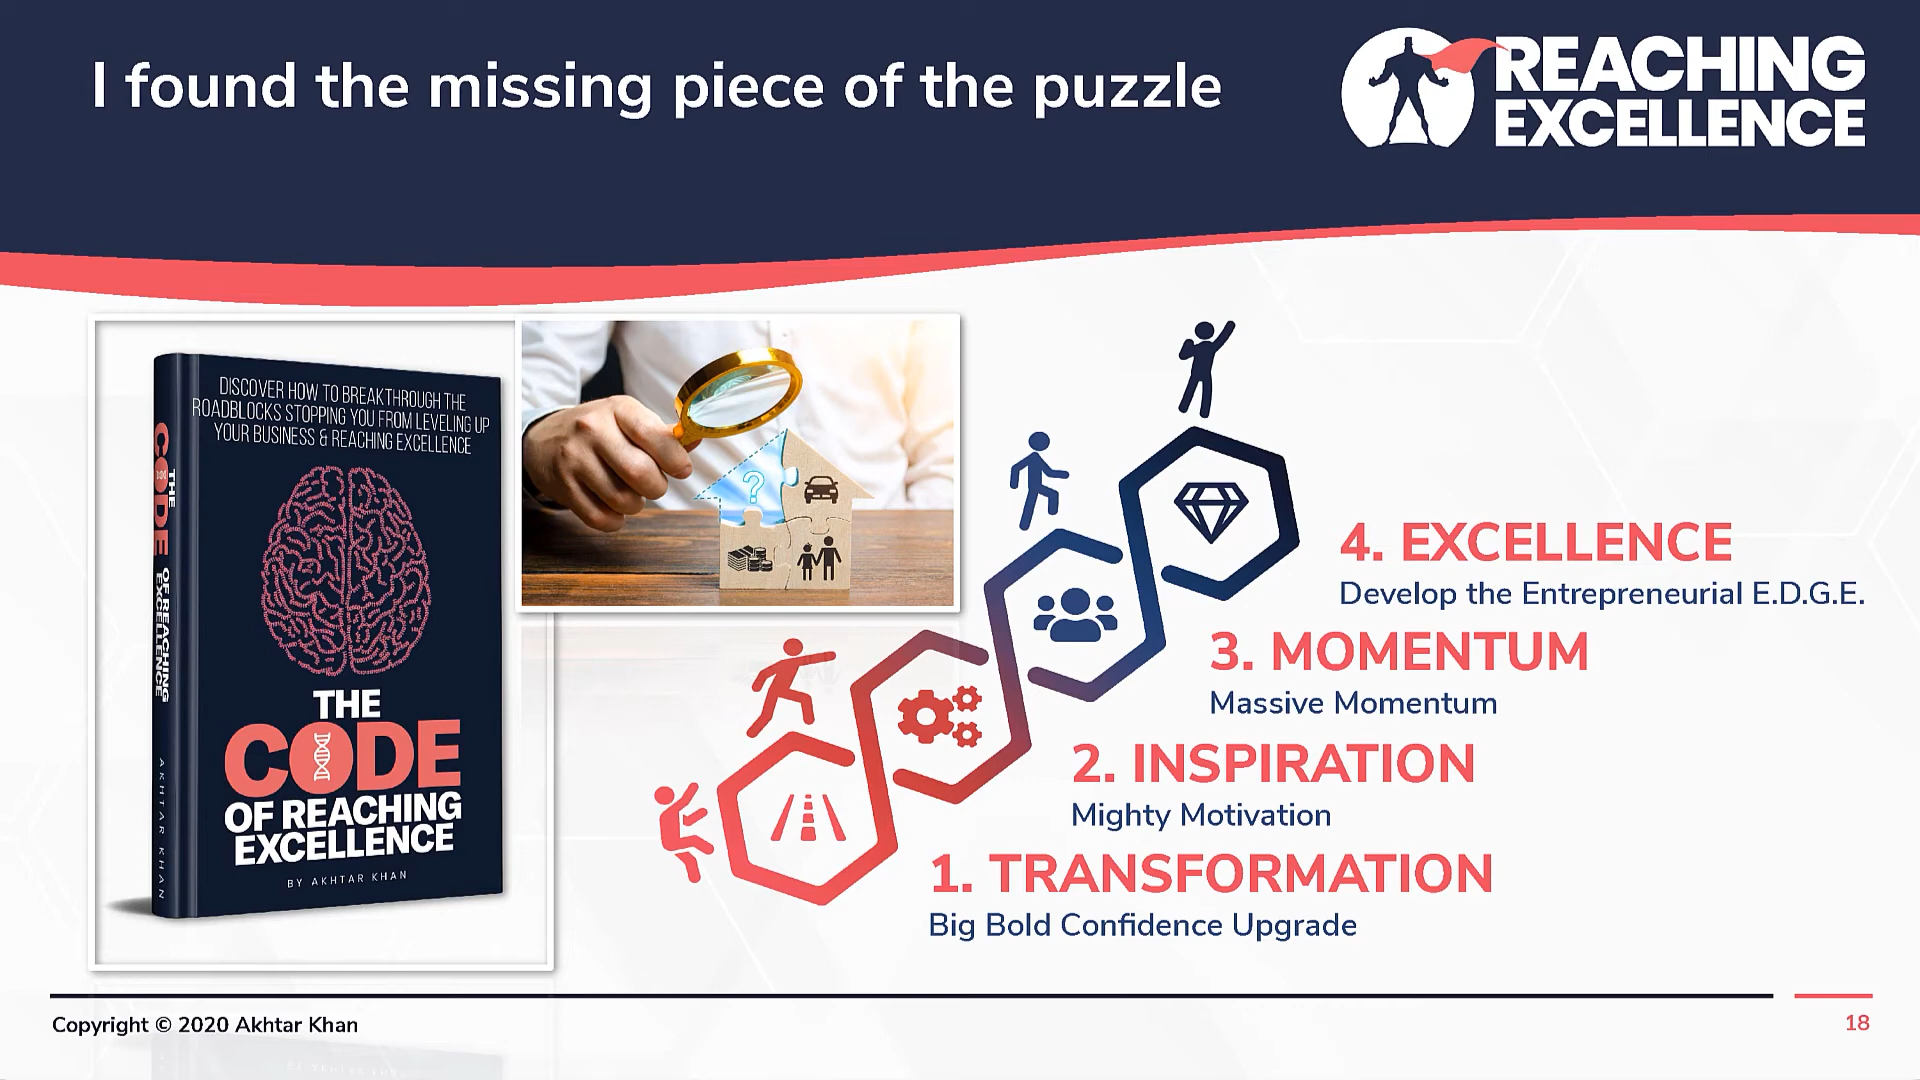 I found the missing piece of the puzzle
REACHING
EXCELLENCE
DISCOVER HOW TO BREAKTHROUGH THE
ROADBLOCKS STOPPING YOU FROM LEVELING UP
YOUR BUSINESS & REACHING EXCELLENCE
THE
CODE
OF REACHING
EXCELLENCE
AKHTAR KHAN
THE
CODE
OF REACHING
EXCELLENCE
BY AKHTAR KHAN
?
4. EXCELLENCE
Develop the Entrepreneurial E.D.G.E.
3. MOMENTUM
Massive Momentum
2. INSPIRATION
Mighty Motivation
1. TRANSFORMATION
Big Bold Confidence Upgrade
Copyright © 2020 Akhtar Khan
18